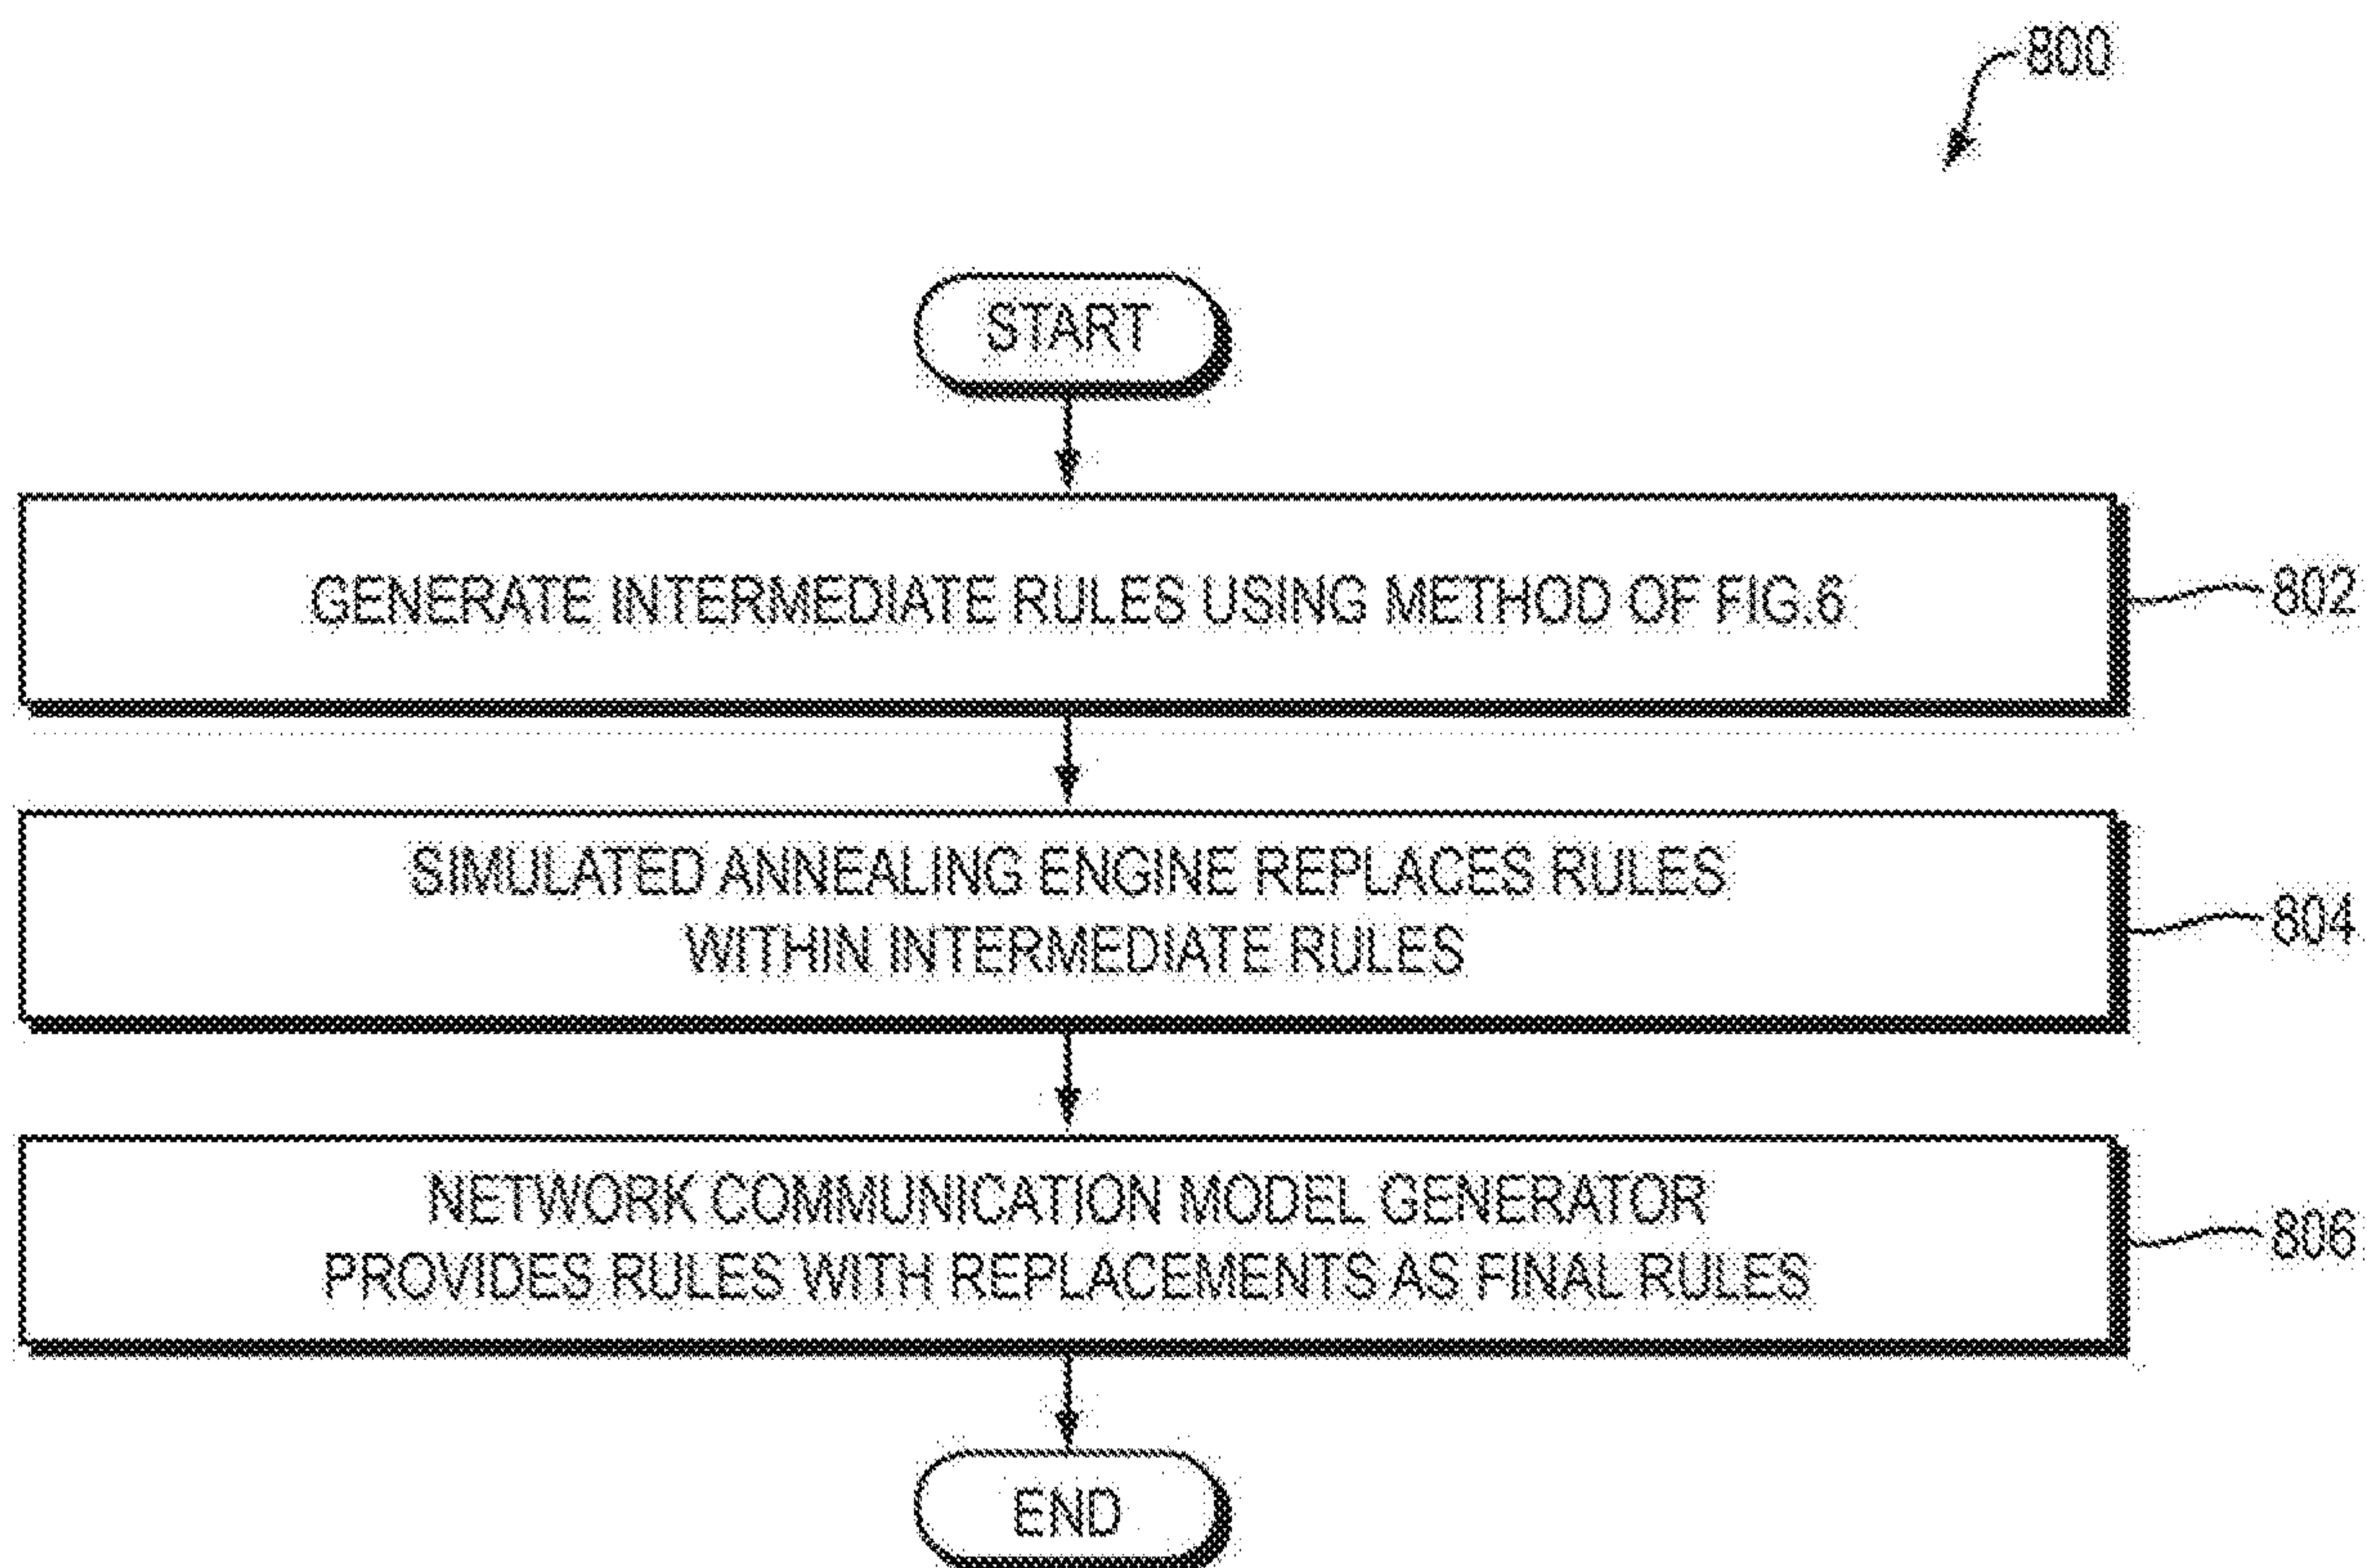 800
START
GENERATE INTERMEDIATE RULES USING METHOD OF FIG.6
802
SIMULATED ANNEALING ENGINE REPLACES RULES
WITHIN INTERMEDIATE RULES
804
NETWORK COMMUNICATION MODEL GENERATOR
PROVIDES RULES WITH REPLACEMENTS AS FINAL RULES
806
END